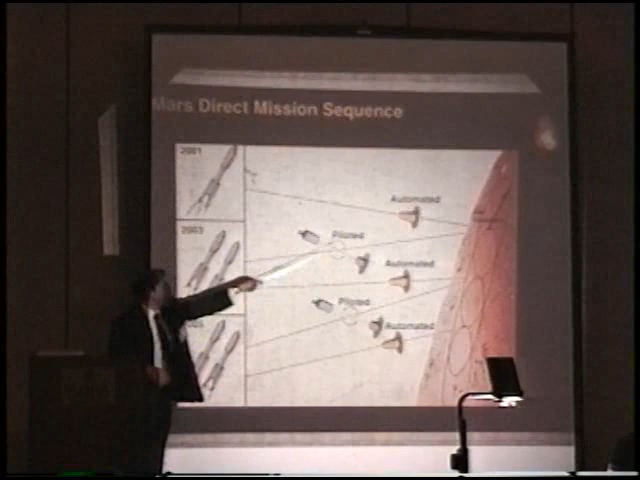 Mars Direct Mission Sequence
2001
Automated
2003
Piloted
Automated
Piloted
Automated